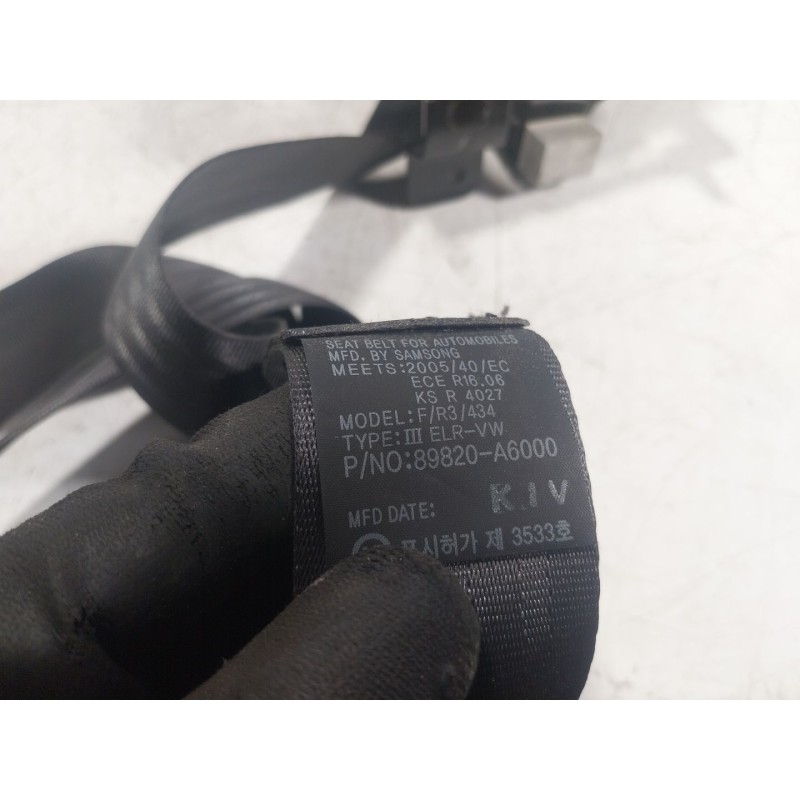 SEAT BELT FOR AUTOMOBILES
MFD. BY SAMSONG
MEETS:2005/40/EC
ECE R16.06
KS R 4027
MODEL:F/R3/434
TYPE:III ELR-VW
P/NO:89820-A6000
MFD DATE: KJV
표시허가 제 3533호